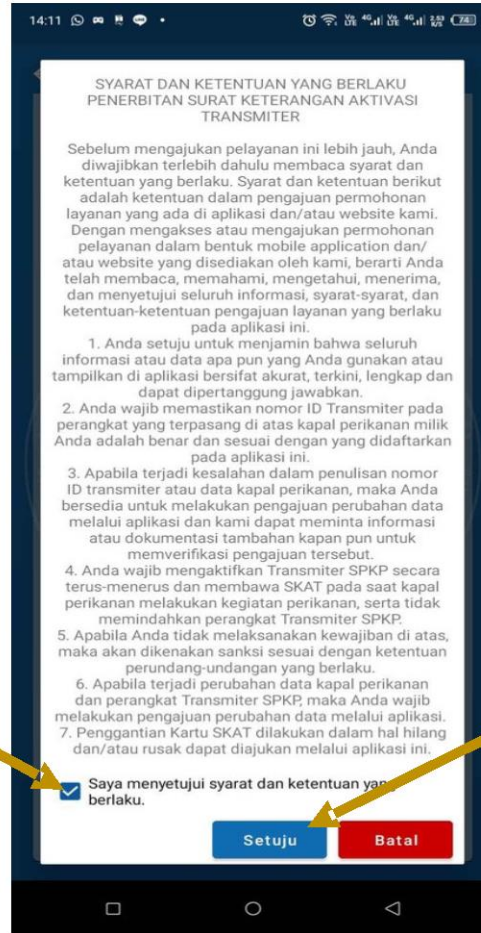 14:11
74
SYARAT DAN KETENTUAN YANG BERLAKU
PENERBITAN SURAT KETERANGAN AKTIVASI
TRANSMITER
Sebelum mengajukan pelayanan ini lebih jauh, Anda
diwajibkan terlebih dahulu membaca syarat dan
ketentuan yang berlaku. Syarat dan ketentuan berikut
adalah ketentuan dalam pengajuan permohonan
layanan yang ada di aplikasi dan/atau website kami.
Dengan mengakses atau mengajukan permohonan
pelayanan dalam bentuk mobile application dan/
atau website yang disediakan oleh kami, berarti Anda
telah membaca, memahami, mengetahui, menerima,
dan menyetujui seluruh informasi, syarat-syarat, dan
ketentuan-ketentuan pengajuan layanan yang berlaku
pada aplikasi ini.
1. Anda setuju untuk menjamin bahwa seluruh
informasi atau data apa pun yang Anda gunakan atau
tampilkan di aplikasi bersifat akurat, terkini, lengkap dan
dapat dipertanggung jawabkan.
2. Anda wajib memastikan nomor ID Transmiter pada
perangkat yang terpasang di atas kapal perikanan milik
Anda adalah benar dan sesuai dengan yang didaftarkan
pada aplikasi ini.
3. Apabila terjadi kesalahan dalam penulisan nomor
ID transmiter atau data kapal perikanan, maka Anda
bersedia untuk melakukan pengajuan perubahan data
melalui aplikasi dan kami dapat meminta informasi
atau dokumentasi tambahan kapan pun untuk
memverifikasi pengajuan tersebut.
4. Anda wajib mengaktifkan Transmiter SPKP secara
terus-menerus dan membawa SKAT pada saat kapal
perikanan melakukan kegiatan perikanan, serta tidak
memindahkan perangkat Transmiter SPKP.
5. Apabila Anda tidak melaksanakan kewajiban di atas,
maka akan dikenakan sanksi sesuai dengan ketentuan
perundang-undangan yang berlaku.
6. Apabila terjadi perubahan data kapal perikanan
dan perangkat Transmiter SPKP, maka Anda wajib
melakukan pengajuan perubahan data melalui aplikasi.
7. Penggantian Kartu SKAT dilakukan dalam hal hilang
dan/atau rusak dapat diajukan melalui aplikasi ini.
Saya menyetujui syarat dan ketentuan yang
berlaku.
Setuju
Batal